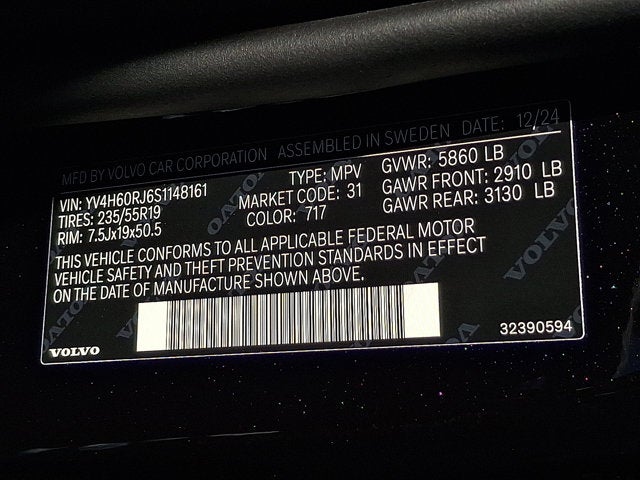 MFD BY VOLVO CAR CORPORATION ASSEMBLED IN SWEDEN DATE: 12/24
VIN: YV4H60RJ6S1148161 TYPE: MPV GVWR: 5860 LB
TIRES: 235/55R19 MARKET CODE: 31 GAWR FRONT: 2910 LB
RIM: 7.5Jx19x50.5 COLOR: 717 GAWR REAR: 3130 LB
THIS VEHICLE CONFORMS TO ALL APPLICABLE FEDERAL MOTOR
VEHICLE SAFETY AND THEFT PREVENTION STANDARDS IN EFFECT
ON THE DATE OF MANUFACTURE SHOWN ABOVE.
VOLVO 32390594